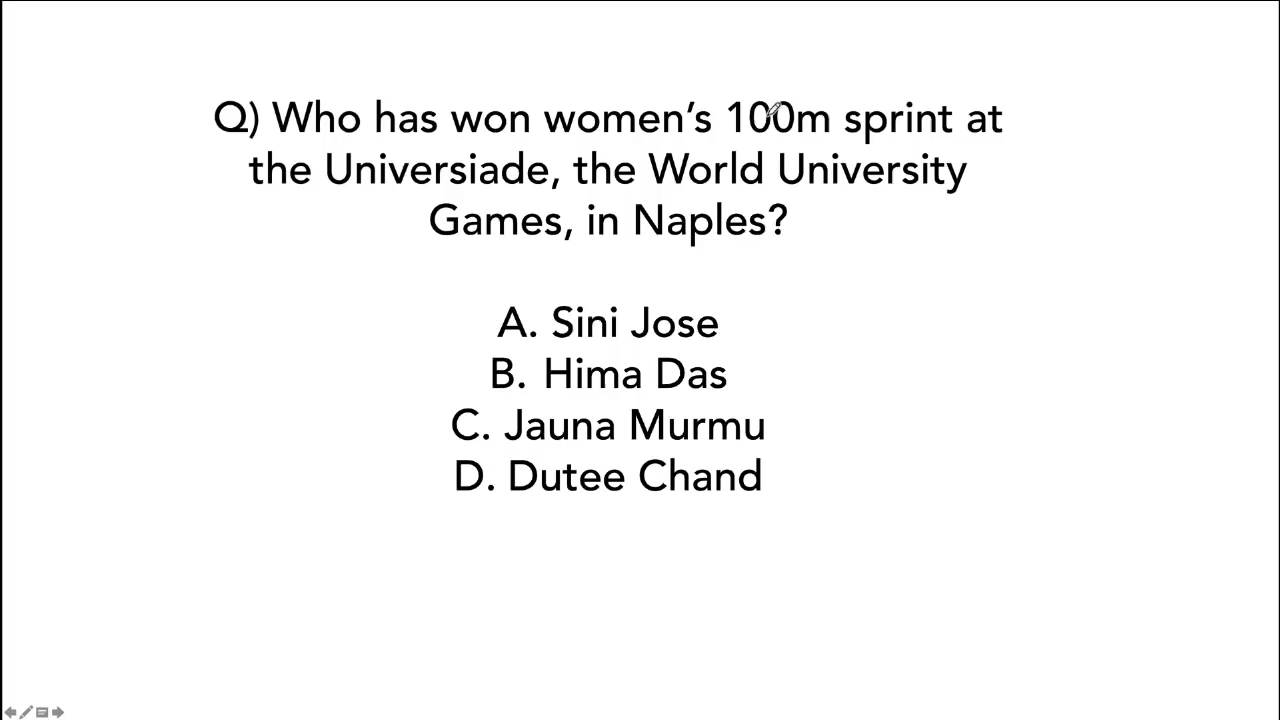 Q) Who has won women’s 100m sprint at
the Universiade, the World University
Games, in Naples?
A. Sini Jose
B. Hima Das
C. Jauna Murmu
D. Dutee Chand